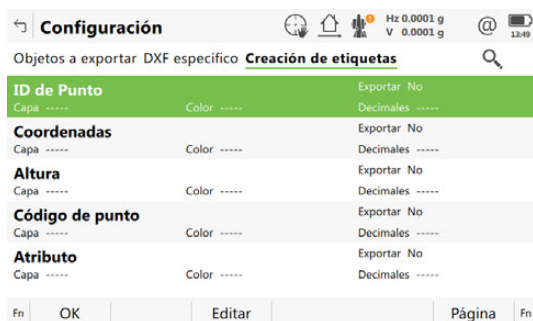 Configuración
Hz 0.0001 g
V 0.0001 g
@
13:49
Objetos a exportar DXF específico Creación de etiquetas
ID de Punto Exportar No
Capa ----- Color ----- Decimales -----
Coordenadas Exportar No
Capa ----- Color ----- Decimales -----
Altura Exportar No
Capa ----- Color ----- Decimales -----
Código de punto Exportar No
Capa ----- Color ----- Decimales -----
Atributo Exportar No
Capa ----- Color ----- Decimales -----
Fn OK Editar Página Fn